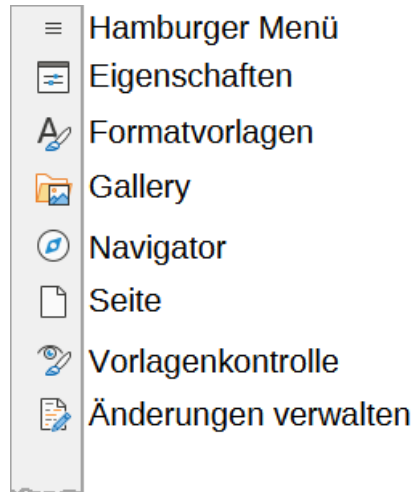 Hamburger Menü
Eigenschaften
Formatvorlagen
Gallery
Navigator
Seite
Vorlagenkontrolle
Änderungen verwalten